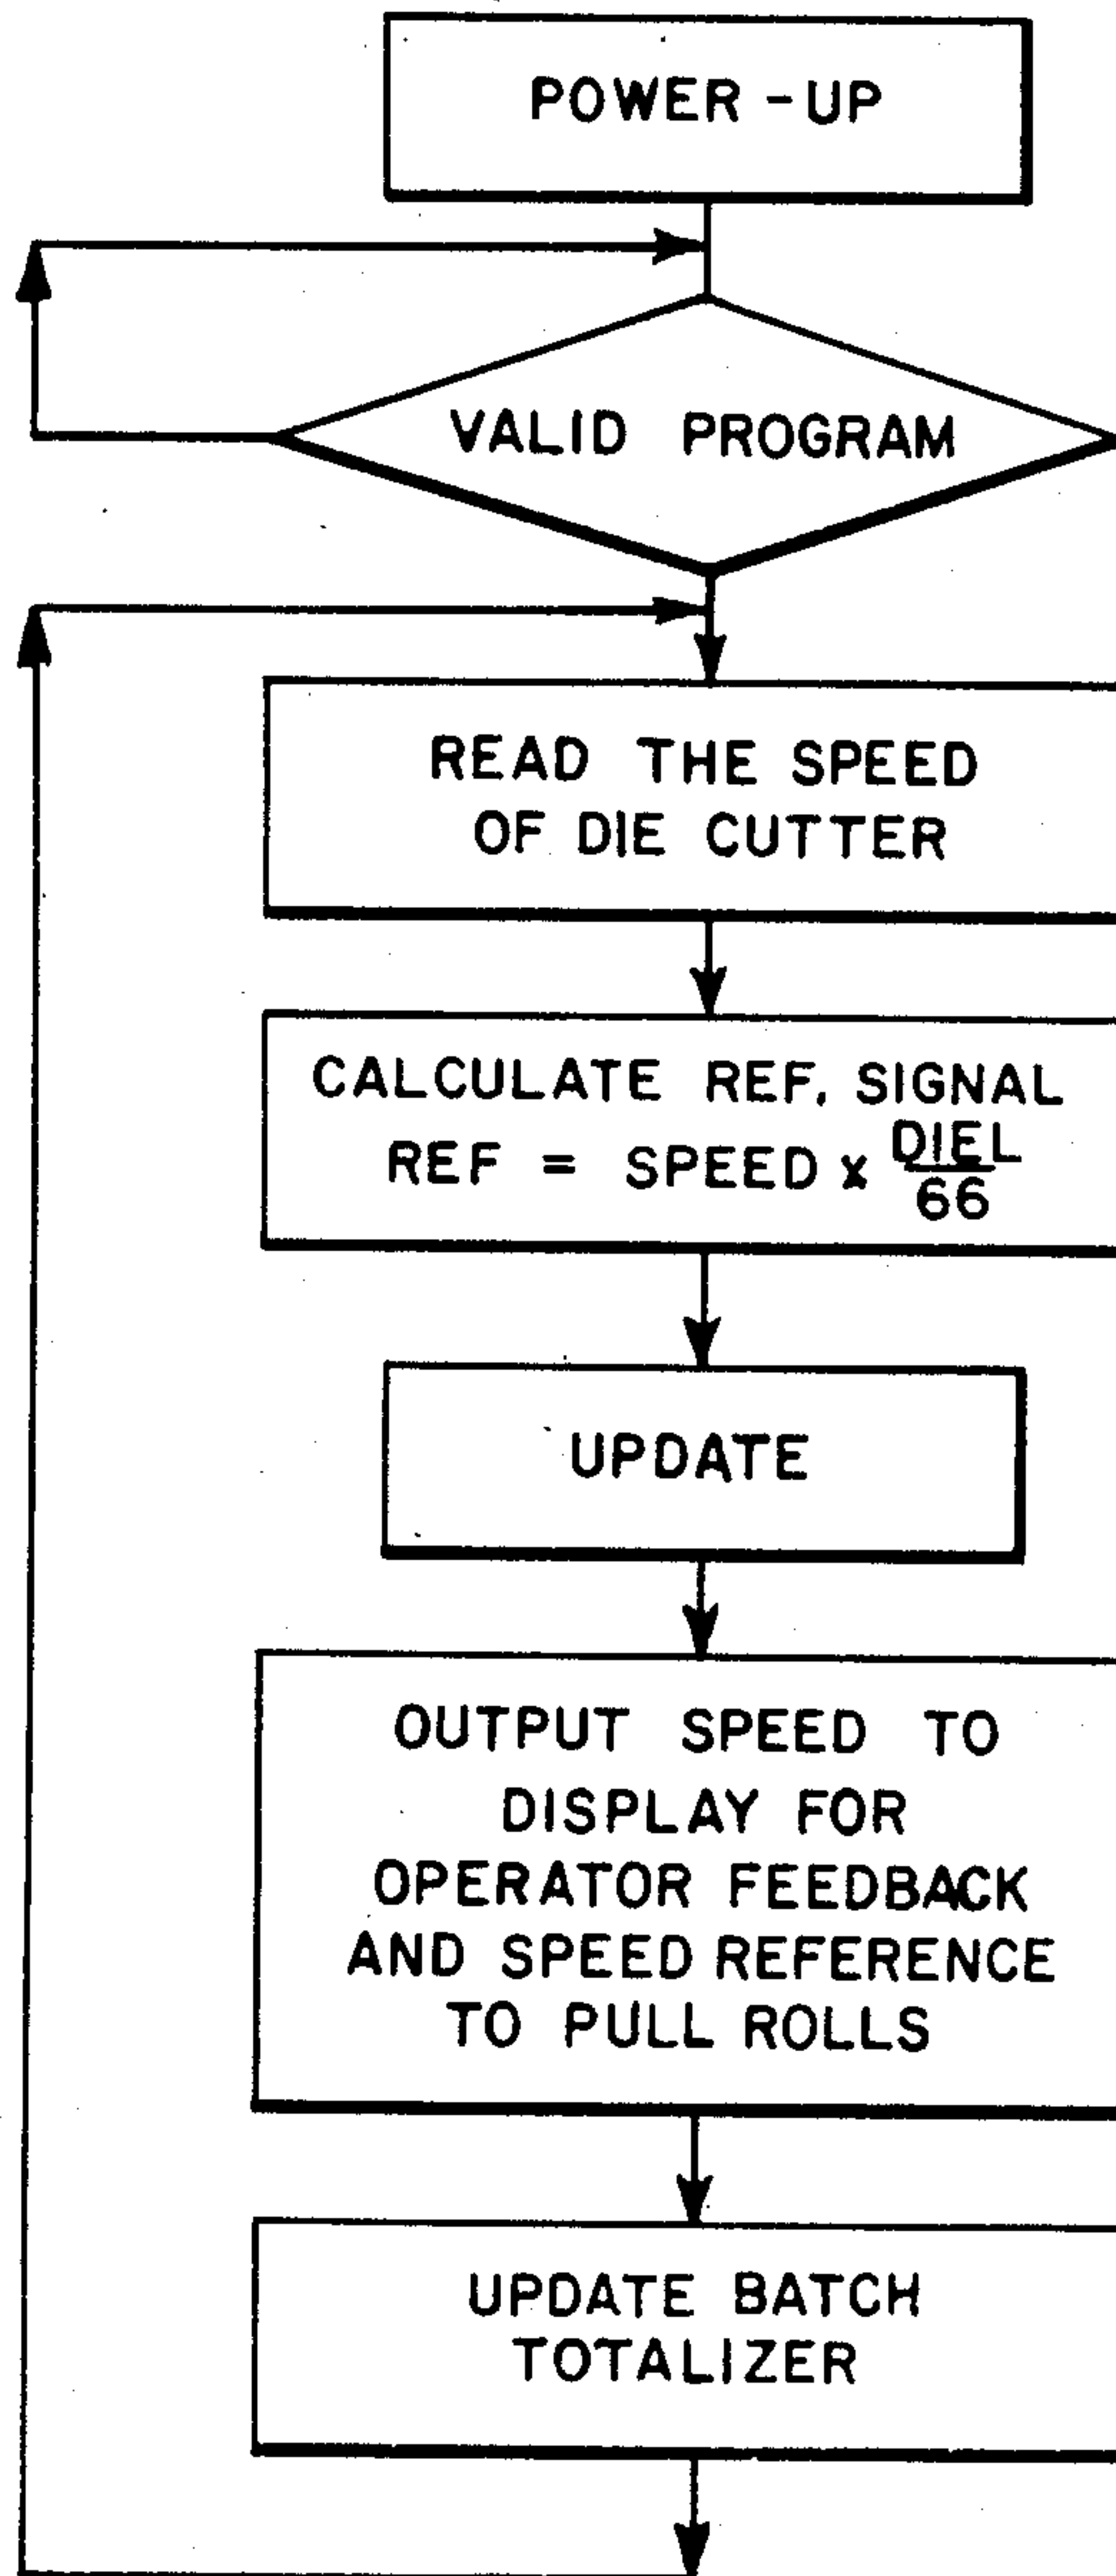 POWER-UP
VALID PROGRAM
READ THE SPEED
OF DIE CUTTER
CALCULATE REF. SIGNAL
REF = SPEED x DIEL/66
UPDATE
OUTPUT SPEED TO
DISPLAY FOR
OPERATOR FEEDBACK
AND SPEED REFERENCE
TO PULL ROLLS
UPDATE BATCH
TOTALIZER